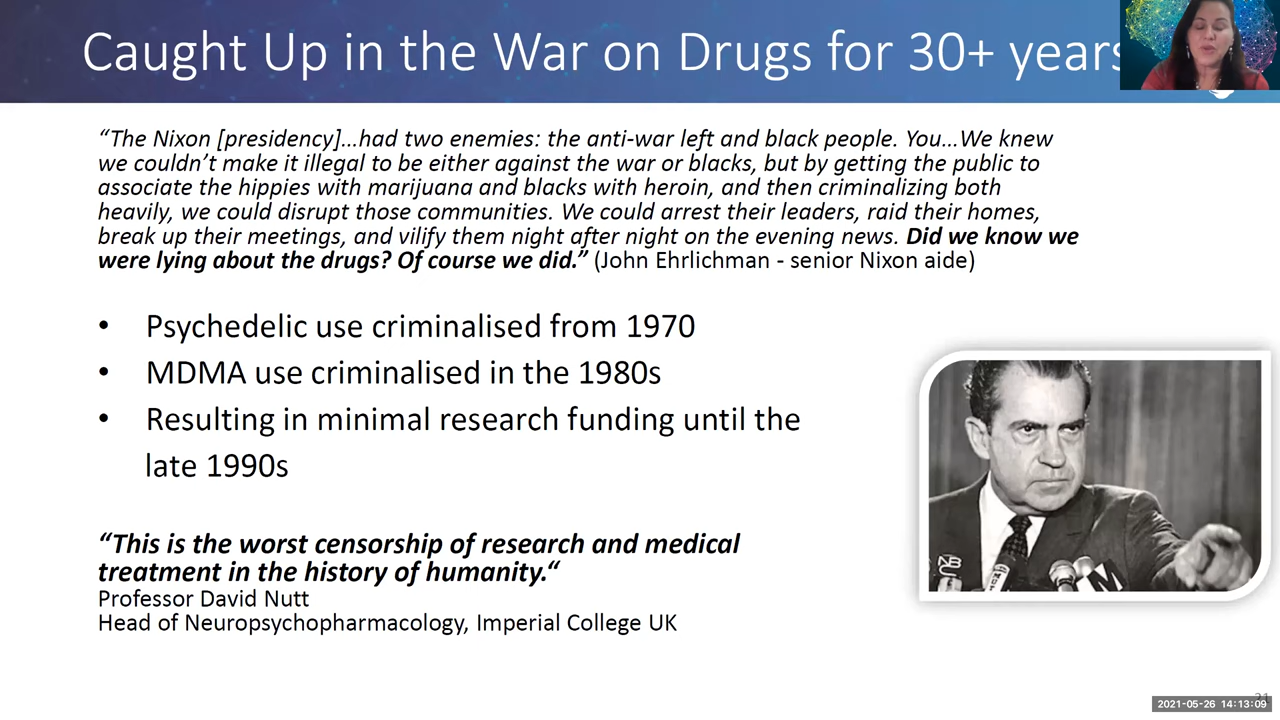 Caught Up in the War on Drugs for 30+ years
“The Nixon [presidency]…had two enemies: the anti-war left and black people. You…We knew
we couldn’t make it illegal to be either against the war or blacks, but by getting the public to
associate the hippies with marijuana and blacks with heroin, and then criminalizing both
heavily, we could disrupt those communities. We could arrest their leaders, raid their homes,
break up their meetings, and vilify them night after night on the evening news. Did we know we
were lying about the drugs? Of course we did.” (John Ehrlichman - senior Nixon aide)
• Psychedelic use criminalised from 1970
• MDMA use criminalised in the 1980s
• Resulting in minimal research funding until the
late 1990s
“This is the worst censorship of research and medical
treatment in the history of humanity.“
Professor David Nutt
Head of Neuropsychopharmacology, Imperial College UK
NBC
2021-05-26 14:13:09